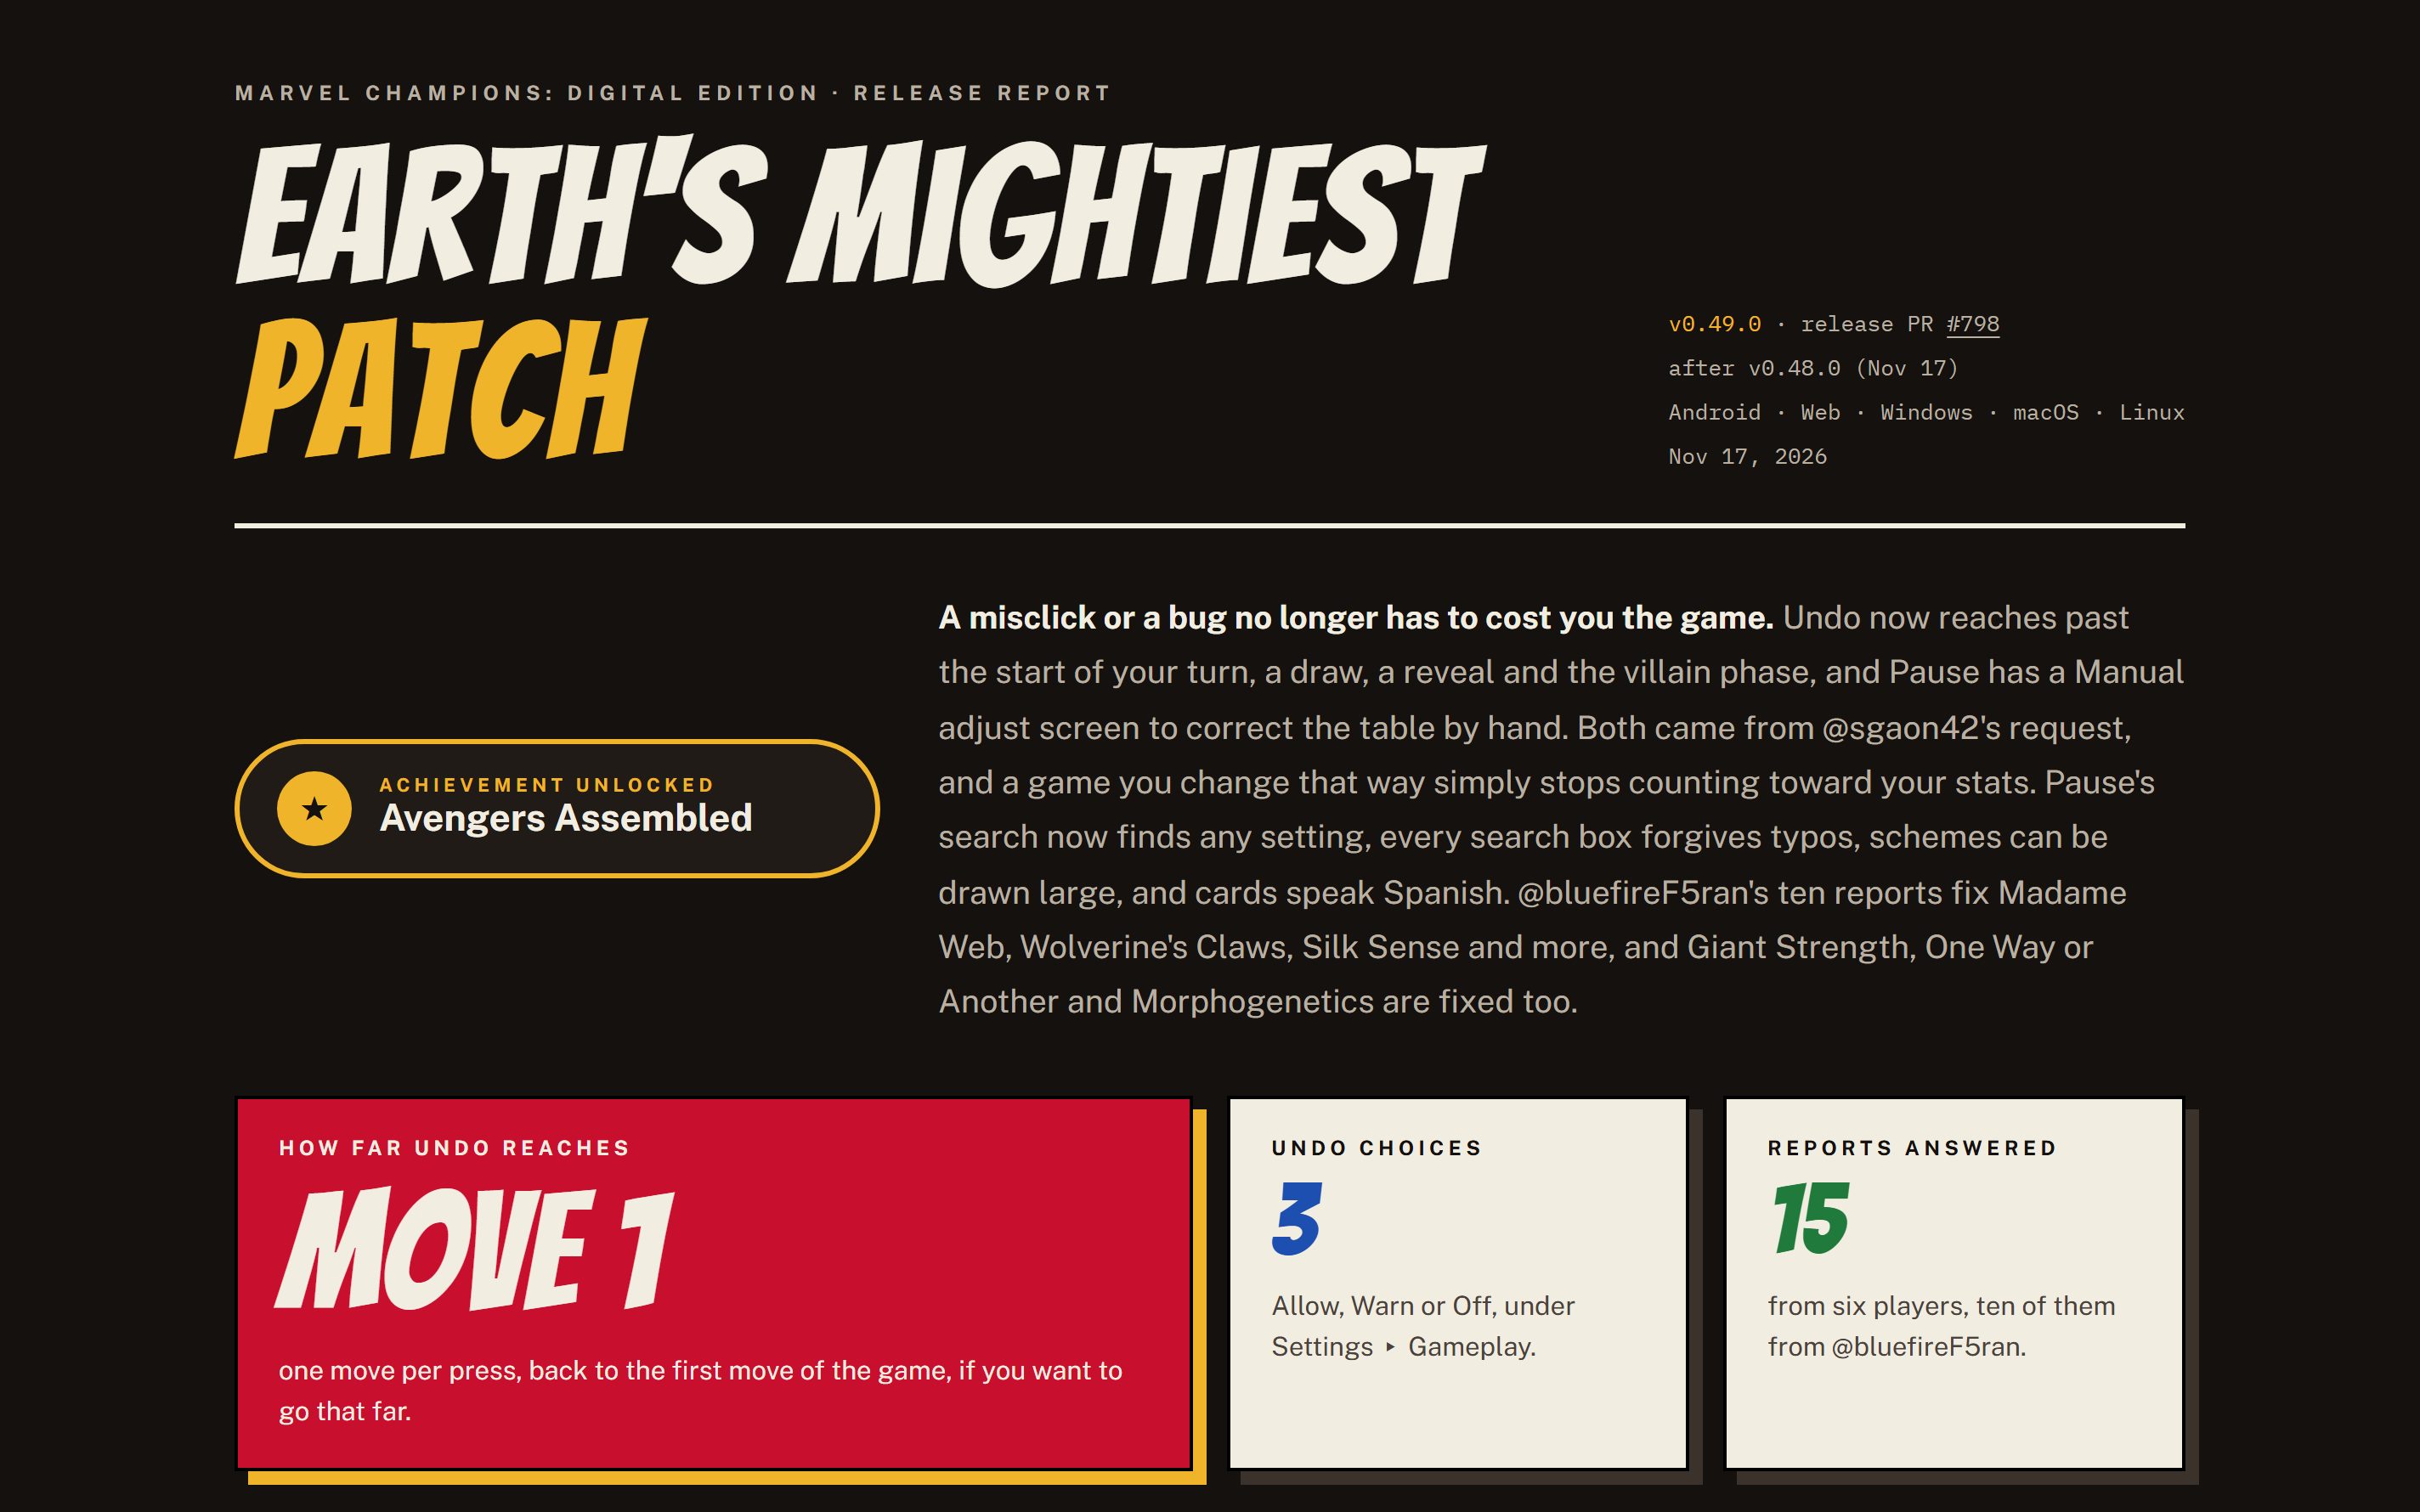 MARVEL CHAMPIONS: DIGITAL EDITION · RELEASE REPORT
EARTH'S MIGHTIEST
PATCH
v0.49.0 · release PR #798
after v0.48.0 (Nov 17)
Android · Web · Windows · macOS · Linux
Nov 17, 2026
★
ACHIEVEMENT UNLOCKED
Avengers Assembled
A misclick or a bug no longer has to cost you the game. Undo now reaches past
the start of your turn, a draw, a reveal and the villain phase, and Pause has a Manual
adjust screen to correct the table by hand. Both came from @sgaon42's request,
and a game you change that way simply stops counting toward your stats. Pause's
search now finds any setting, every search box forgives typos, schemes can be
drawn large, and cards speak Spanish. @bluefireF5ran's ten reports fix Madame
Web, Wolverine's Claws, Silk Sense and more, and Giant Strength, One Way or
Another and Morphogenetics are fixed too.
HOW FAR UNDO REACHES
MOVE 1
one move per press, back to the first move of the game, if you want to
go that far.
UNDO CHOICES
3
Allow, Warn or Off, under
Settings ‣ Gameplay.
REPORTS ANSWERED
15
from six players, ten of them
from @bluefireF5ran.